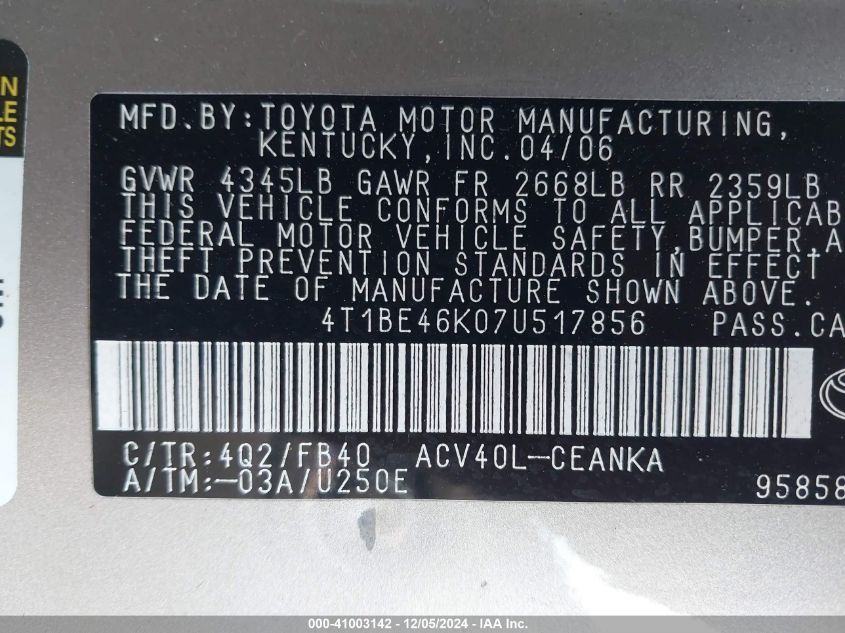 MFD.BY:TOYOTA MOTOR MANUFACTURING,
KENTUCKY,INC.04/06
GVWR 4345LB GAWR FR 2668LB RR 2359LB
THIS VEHICLE CONFORMS TO ALL APPLICAB
FEDERAL MOTOR VEHICLE SAFETY,BUMPER,A
THEFT PREVENTION STANDARDS IN EFFECT
THE DATE OF MANUFACTURE SHOWN ABOVE.
4T1BE46K07U517856 PASS.CA
C/TR:4Q2/FB40 ACV40L-CEANKA
A/TM:-03A/U250E
95858
000-41003142 - 12/05/2024 - IAA Inc.